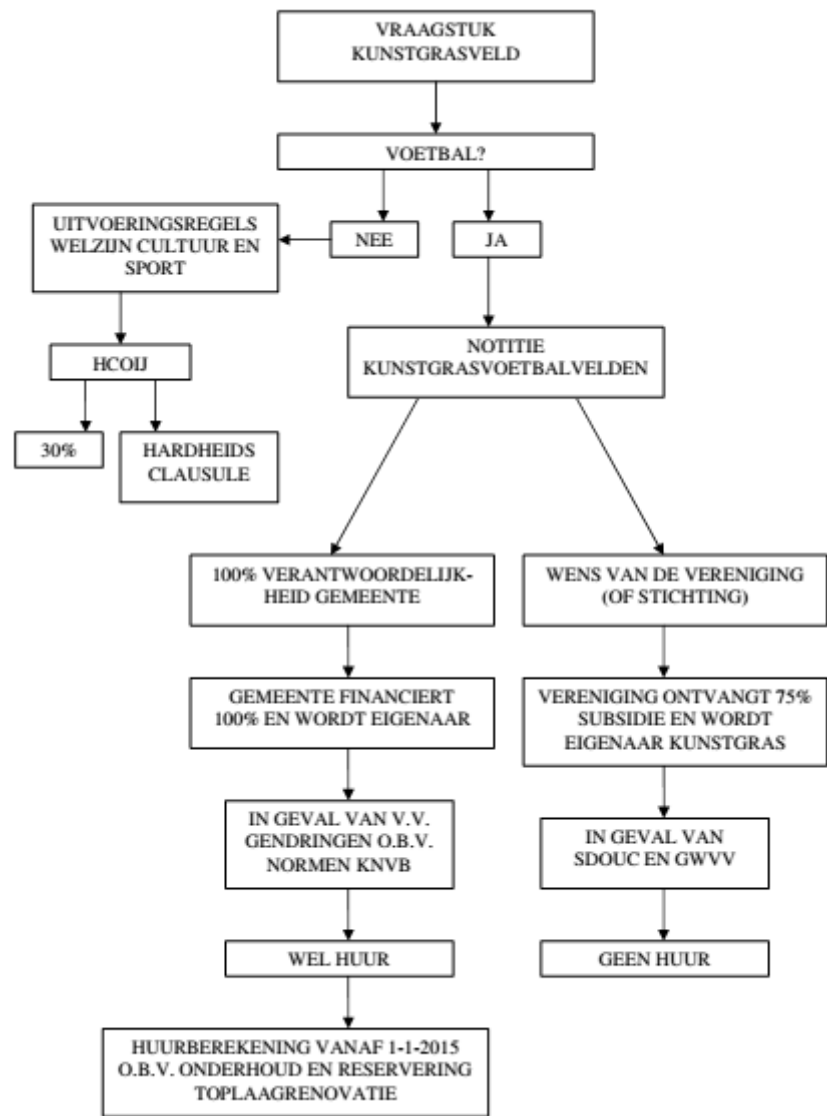 VRAAGSTUK
KUNSTGRASVELD
VOETBAL?
UITVOERINGSREGELS
WELZIJN CULTUUR EN
SPORT
NEE
JA
HCOIJ
NOTITIE
KUNSTGRASVOETBALVELDEN
30%
HARDHEIDS
CLAUSULE
100% VERANTWOORDELIJK-
HEID GEMEENTE
WENS VAN DE VERENIGING
(OF STICHTING)
GEMEENTE FINANCIERT
100% EN WORDT EIGENAAR
VERENIGING ONTVANGT 75%
SUBSIDIE EN WORDT
EIGENAAR KUNSTGRAS
IN GEVAL VAN V.V.
GENDRINGEN O.B.V.
NORMEN KNVB
IN GEVAL VAN
SDOUC EN GWVV
WEL HUUR
GEEN HUUR
HUURBEREKENING VANAF 1-1-2015
O.B.V. ONDERHOUD EN RESERVERING
TOPLAAGRENOVATIE